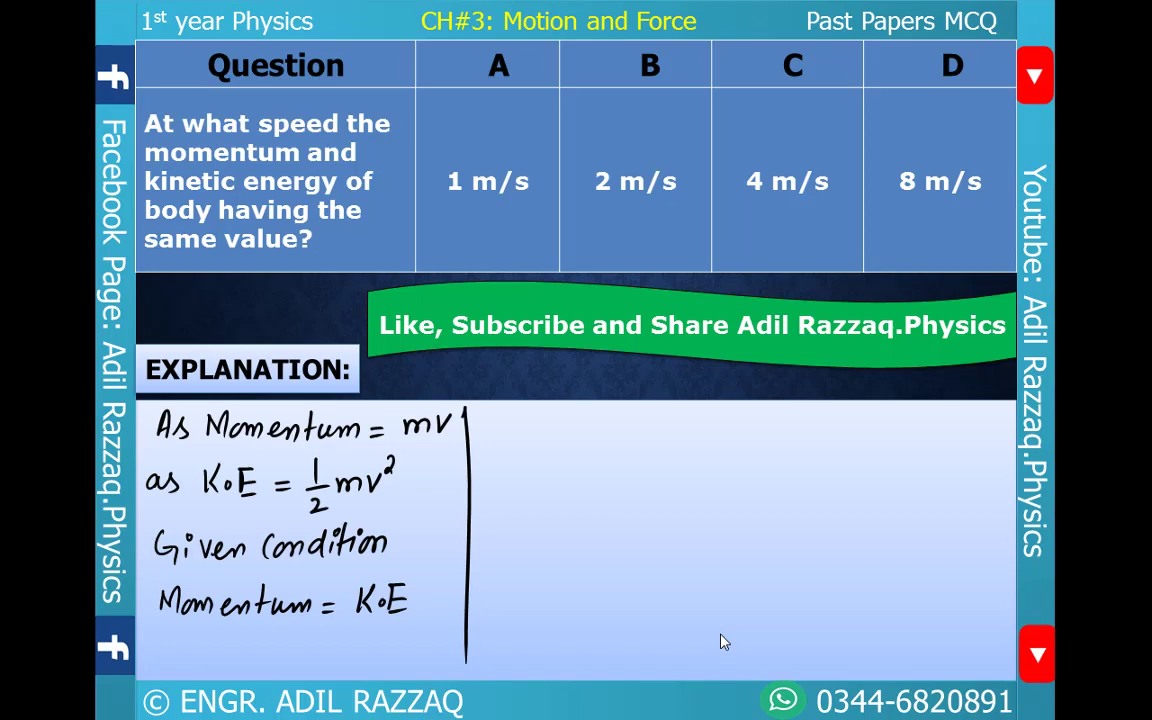 1st year Physics CH#3: Motion and Force Past Papers MCQ
Question A B C D
At what speed the
momentum and
kinetic energy of
body having the
same value?
1 m/s 2 m/s 4 m/s 8 m/s
Like, Subscribe and Share Adil Razzaq.Physics
EXPLANATION:
As Momentum = mv
as K.E = 1/2 mv²
Given Condition
Momentum = K.E
© ENGR. ADIL RAZZAQ 0344-6820891
Facebook Page: Adil Razzaq.Physics
Youtube: Adil Razzaq.Physics